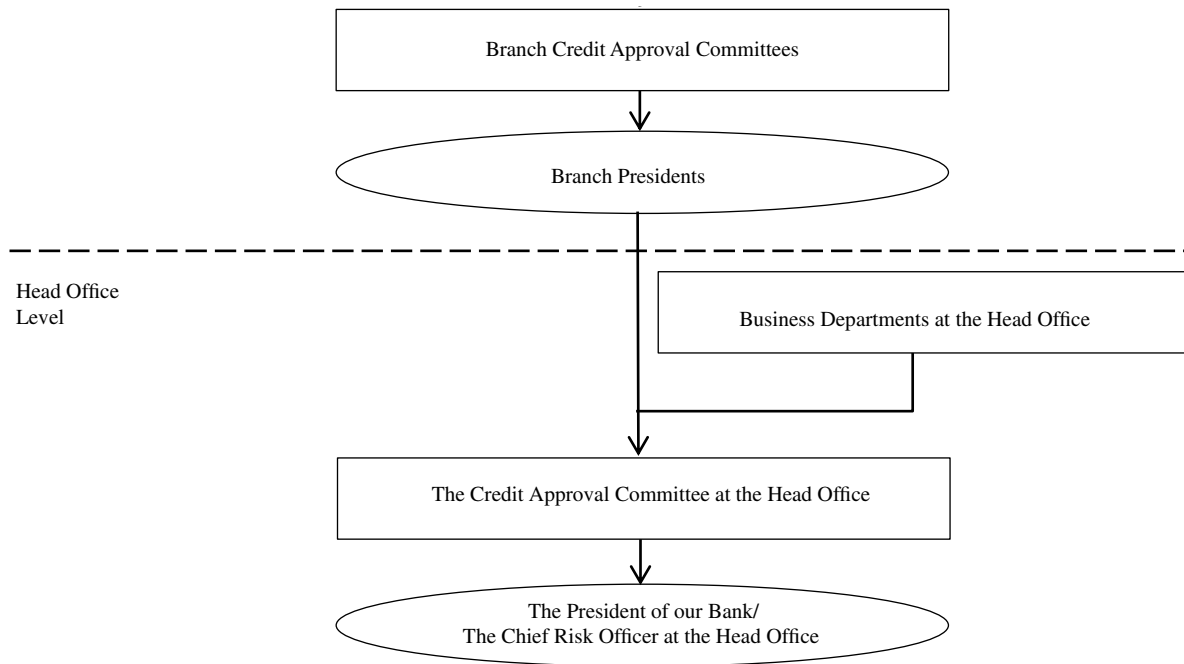 Branch Credit Approval Committees
Branch Presidents
Head Office
Level
Business Departments at the Head Office
The Credit Approval Committee at the Head Office
The President of our Bank/
The Chief Risk Officer at the Head Office